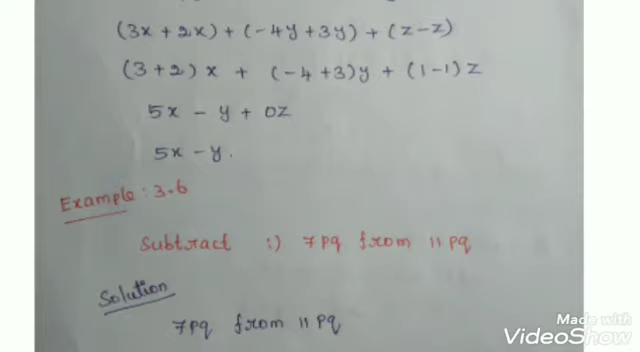 (3x + 2x) + (-4y + 3y) + (z - z)
(3 + 2) x + (-4 + 3) y + (1 - 1) z
5x - y + 0z
5x - y.
Example : 3.6
Subtract i) 7pq from 11pq
Solution
7pq from 11pq
Made with
VideoShow